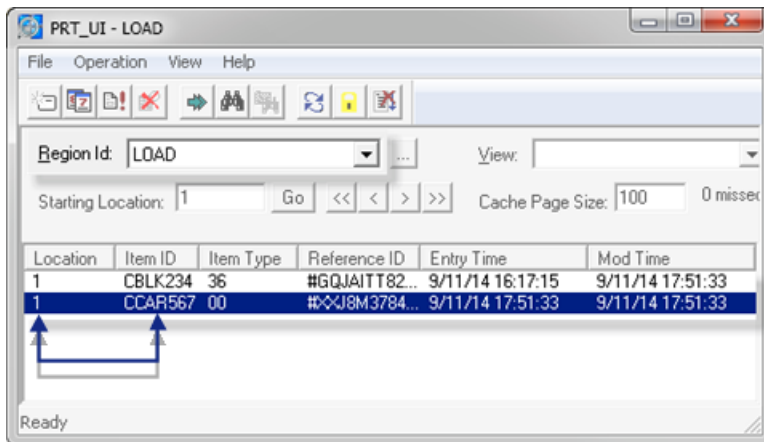 PRT_UI - LOAD
File Operation View Help
Region Id: LOAD ... View:
Starting Location: 1 Go << < > >> Cache Page Size: 100 0 missed
Location Item ID Item Type Reference ID Entry Time Mod Time
1 CBLK234 36 #GQJAITT82... 9/11/14 16:17:15 9/11/14 17:51:33
1 CCAR567 00 #XXJ8M3784... 9/11/14 17:51:33 9/11/14 17:51:33
Ready